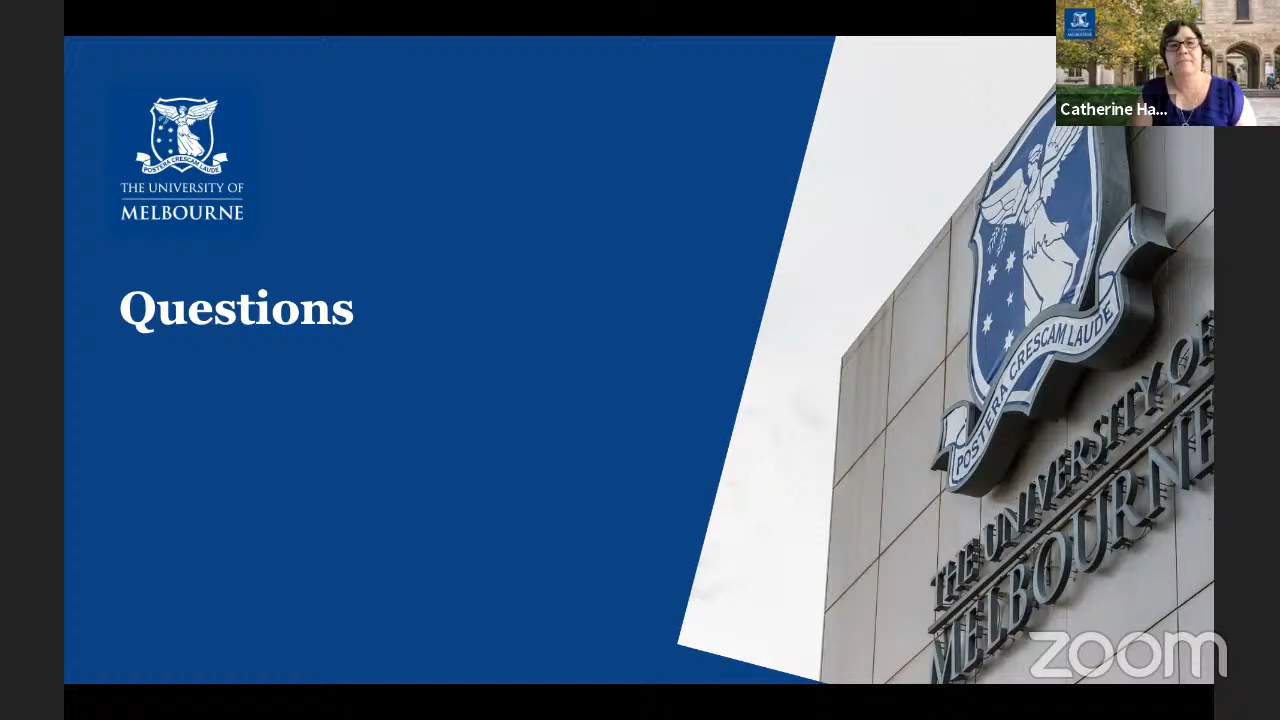 POSTERA CRESCAM LAUDE
THE UNIVERSITY OF
MELBOURNE
Questions
Catherine Ha...
POSTERA CRESCAM LAUDE
THE UNIVERSITY OF
MELBOURNE
zoom